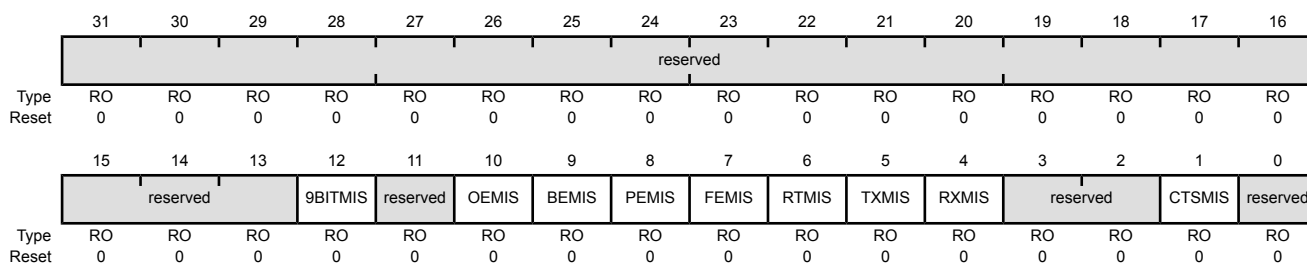 31 30 29 28 27 26 25 24 23 22 21 20 19 18 17 16
reserved
Type RO RO RO RO RO RO RO RO RO RO RO RO RO RO RO RO
Reset 0 0 0 0 0 0 0 0 0 0 0 0 0 0 0 0
15 14 13 12 11 10 9 8 7 6 5 4 3 2 1 0
reserved 9BITMIS reserved OEMIS BEMIS PEMIS FEMIS RTMIS TXMIS RXMIS reserved CTSMIS reserved
Type RO RO RO RO RO RO RO RO RO RO RO RO RO RO RO RO
Reset 0 0 0 0 0 0 0 0 0 0 0 0 0 0 0 0